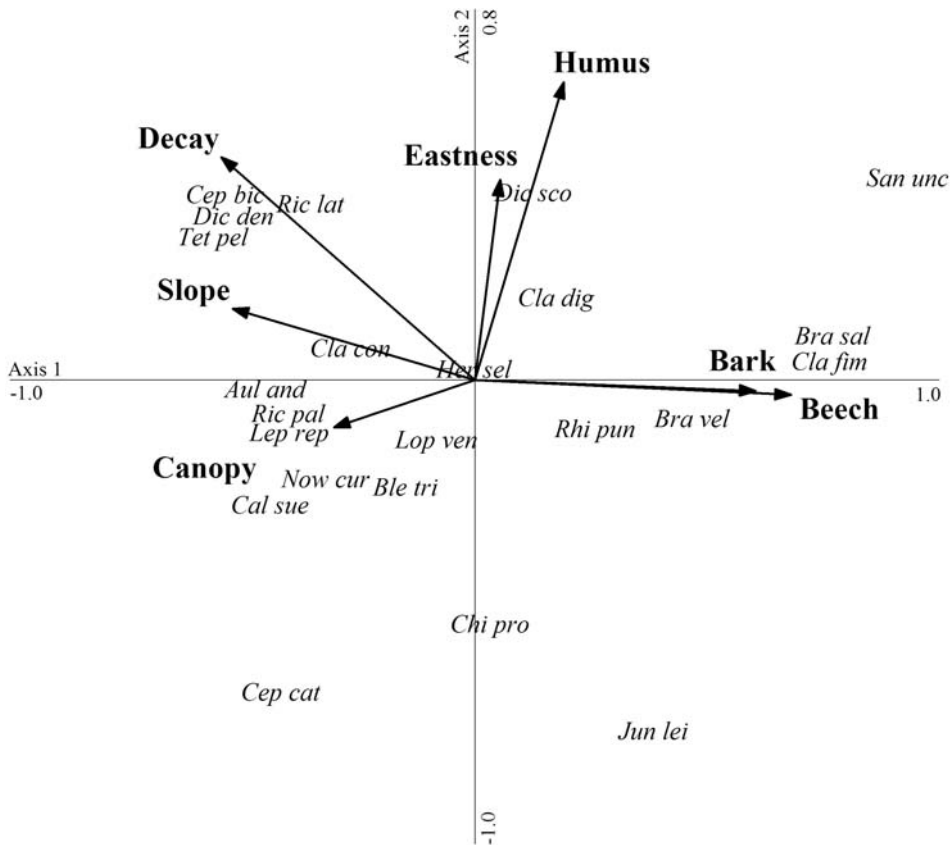 Axis 2
0.8
Humus
Decay
Eastness
San unc
Cep bic
Dic sco
Ric lat
Dic den
Tet pel
Slope
Cla dig
Bra sal
Cla con
Cla fim
Bark
Axis 1
Her sel
-1.0
1.0
Aul and
Beech
Ric pal
Bra vel
Lep rep
Rhi pun
Lop ven
Canopy
Now cur
Ble tri
Cal sue
Chi pro
Cep cat
Jun lei
-1.0